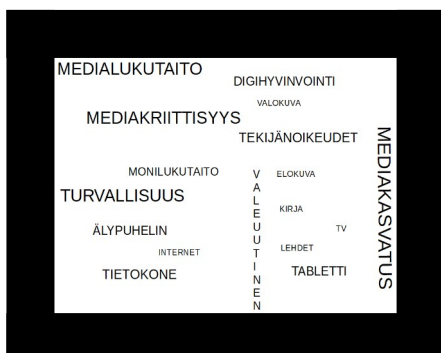 MEDIALUKUTAITO
DIGIHYVINVOINTI
VALOKUVA
MEDIAKRIITTISYYS
TEKIJÄNOIKEUDET
MEDIAKASVATUS
MONILUKUTAITO
VALEUUTINEN
ELOKUVA
TURVALLISUUS
KIRJA
ÄLYPUHELIN
TV
INTERNET
LEHDET
TIETOKONE
TABLETTI